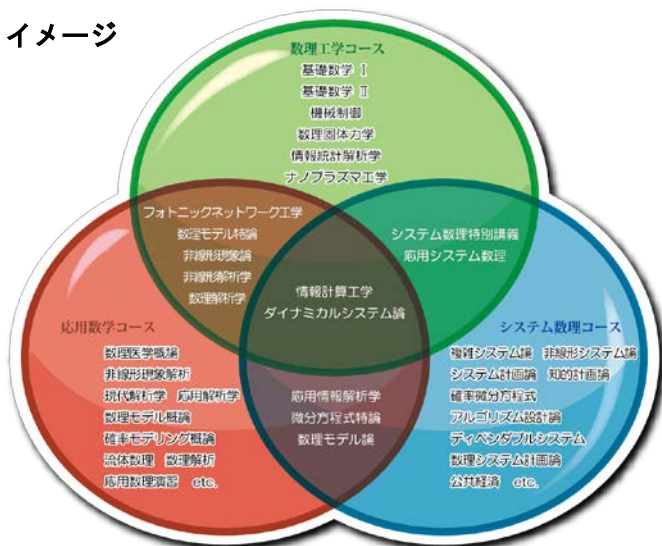 イメージ
数理工学コース
基礎数学 Ⅰ
基礎数学 Ⅱ
機械制御
数理固体力学
情報統計解析学
ナノプラズマ工学
フォトニックネットワーク工学
数理モデル特論
非線形現象論
非線形解析学
数理解析学
システム数理特別講義
応用システム数理
情報計算工学
ダイナミカルシステム論
応用数学コース
数理医学概論
非線形現象解析
現代解析学 応用解析学
数理モデル概論
確率モデリング概論
流体数理 数理解析
応用数理演習 etc.
応用情報解析学
微分方程式特論
数理モデル論
システム数理コース
複雑システム論 非線形システム論
システム計画論 知的計画論
確率微分方程式
アルゴリズム設計論
ディペンダブルシステム
数理システム計画論
公共経済 etc.